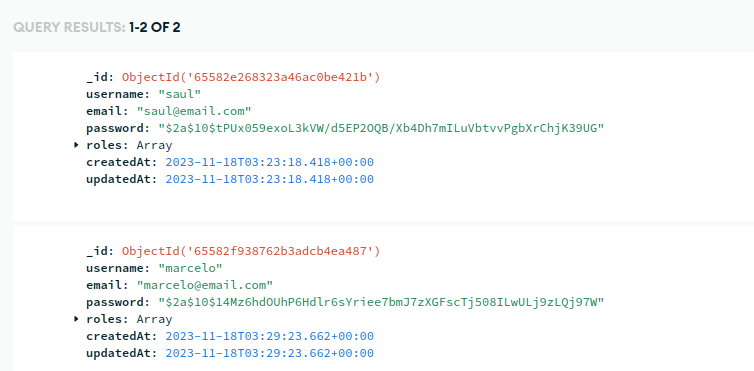 QUERY RESULTS: 1-2 OF 2
_id: ObjectId('65582e268323a46ac0be421b')
username: "saul"
email: "saul@email.com"
password: "$2a$10$tPUx059exoL3kVW/d5EP2OQB/Xb4Dh7mILuVbtvvPgbXrChjK39UG"
roles: Array
createdAt: 2023-11-18T03:23:18.418+00:00
updatedAt: 2023-11-18T03:23:18.418+00:00
_id: ObjectId('65582f938762b3adcb4ea487')
username: "marcelo"
email: "marcelo@email.com"
password: "$2a$10$14Mz6hdOUhP6Hdlr6sYriee7bmJ7zXGFscTj508ILwULj9zLQj97W"
roles: Array
createdAt: 2023-11-18T03:29:23.662+00:00
updatedAt: 2023-11-18T03:29:23.662+00:00